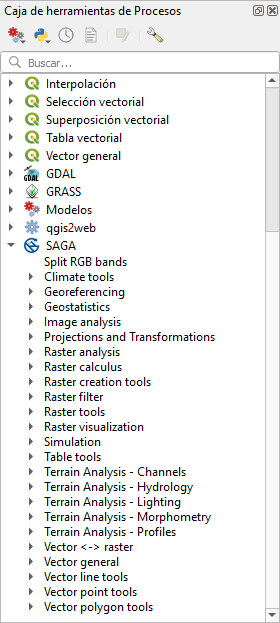 Caja de herramientas de Procesos
Buscar...
Interpolación
Selección vectorial
Superposición vectorial
Tabla vectorial
Vector general
GDAL
GRASS
Modelos
qgis2web
SAGA
Split RGB bands
Climate tools
Georeferencing
Geostatistics
Image analysis
Projections and Transformations
Raster analysis
Raster calculus
Raster creation tools
Raster filter
Raster tools
Raster visualization
Simulation
Table tools
Terrain Analysis - Channels
Terrain Analysis - Hydrology
Terrain Analysis - Lighting
Terrain Analysis - Morphometry
Terrain Analysis - Profiles
Vector <-> raster
Vector general
Vector line tools
Vector point tools
Vector polygon tools